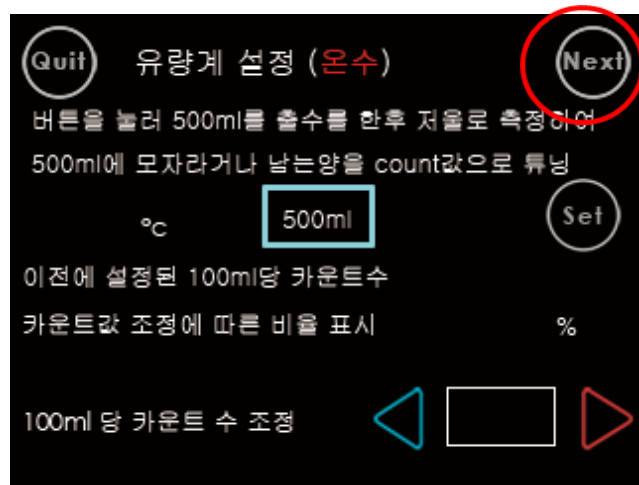 Quit 유량계 설정 (온수) Next
버튼을 눌러 500ml를 출수를 한후 저울로 측정하여
500ml에 모자라거나 남는양을 count값으로 튜닝
°C 500ml Set
이전에 설정된 100ml당 카운트수
카운트값 조정에 따른 비율 표시 %
100ml 당 카운트 수 조정